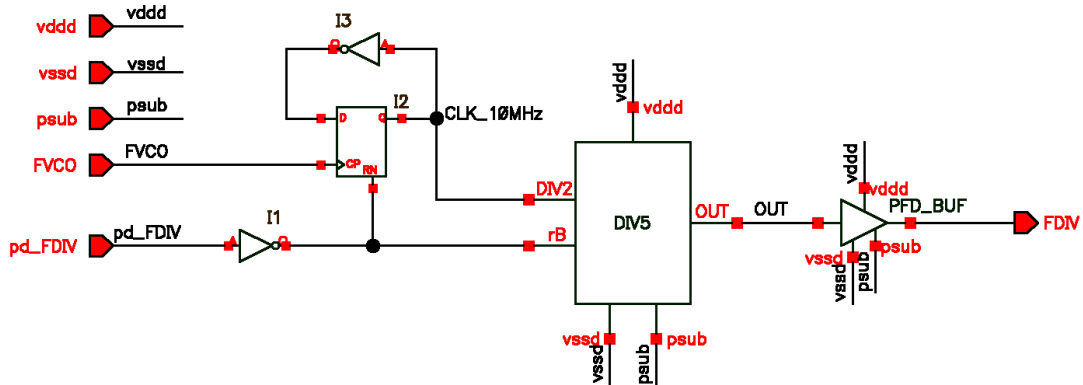 vddd
vddd
vssd
vssd
psub
psub
FVCO
FVCO
pd_FDIV
pd_FDIV
I3
Q
A
I2
D
Q
CP
RN
CLK_10MHz
I1
A
Q
vddd
vddd
DIV2
rB
DIV5
OUT
OUT
vssd
vssd
psub
psub
vddd
vddd
PFD_BUF
vssd
vssd
psub
psub
FDIV